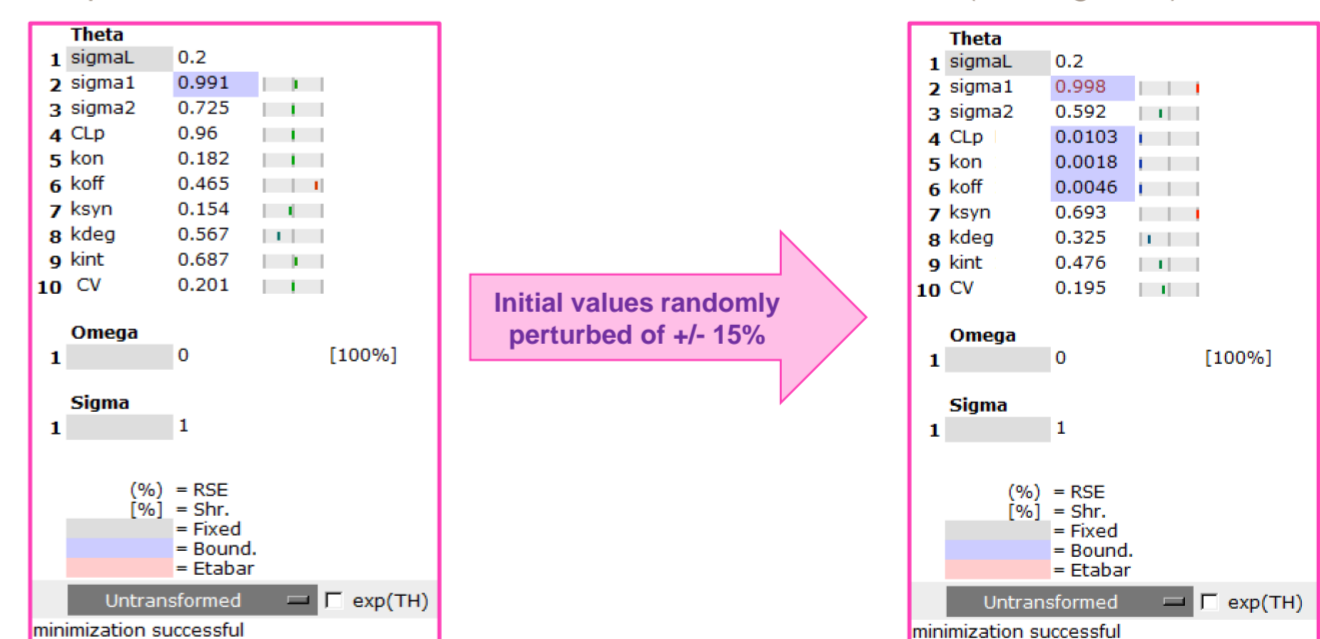 Theta
1 sigmaL 0.2
2 sigma1 0.991
3 sigma2 0.725
4 CLp 0.96
5 kon 0.182
6 koff 0.465
7 ksyn 0.154
8 kdeg 0.567
9 kint 0.687
10 CV 0.201
Omega
1 0 [100%]
Sigma
1 1
(%) = RSE
[%] = Shr.
= Fixed
= Bound.
= Etabar
Untransformed exp(TH)
minimization successful
Initial values randomly
perturbed of +/- 15%
Theta
1 sigmaL 0.2
2 sigma1 0.998
3 sigma2 0.592
4 CLp 0.0103
5 kon 0.0018
6 koff 0.0046
7 ksyn 0.693
8 kdeg 0.325
9 kint 0.476
10 CV 0.195
Omega
1 0 [100%]
Sigma
1 1
(%) = RSE
[%] = Shr.
= Fixed
= Bound.
= Etabar
Untransformed exp(TH)
minimization successful